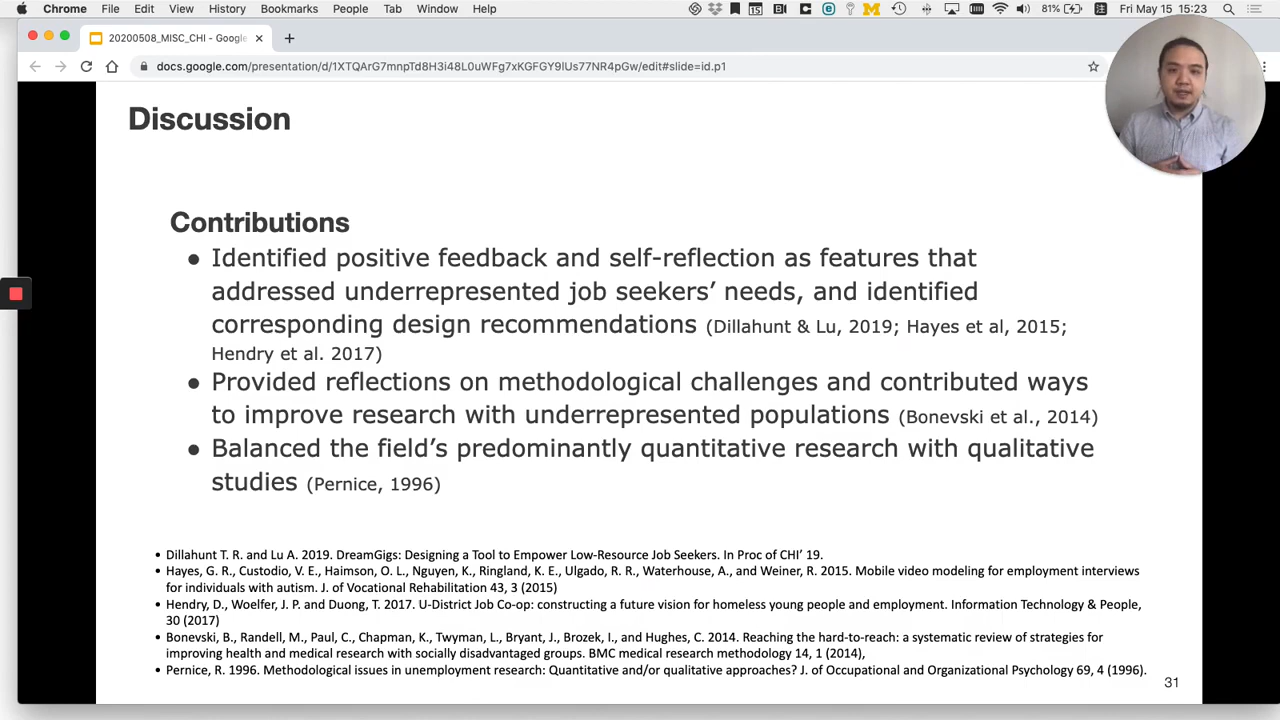 Chrome File Edit View History Bookmarks People Tab Window Help 15 81% Fri May 15 15:23
20200508_MISC_CHI - Google
docs.google.com/presentation/d/1XTQArG7mnpTd8H3i48L0uWFg7xKGFGY9lUs77NR4pGw/edit#slide=id.p1
Discussion
Contributions
● Identified positive feedback and self-reflection as features that
addressed underrepresented job seekers’ needs, and identified
corresponding design recommendations (Dillahunt & Lu, 2019; Hayes et al, 2015;
Hendry et al. 2017)
● Provided reflections on methodological challenges and contributed ways
to improve research with underrepresented populations (Bonevski et al., 2014)
● Balanced the field’s predominantly quantitative research with qualitative
studies (Pernice, 1996)
• Dillahunt T. R. and Lu A. 2019. DreamGigs: Designing a Tool to Empower Low-Resource Job Seekers. In Proc of CHI’ 19.
• Hayes, G. R., Custodio, V. E., Haimson, O. L., Nguyen, K., Ringland, K. E., Ulgado, R. R., Waterhouse, A., and Weiner, R. 2015. Mobile video modeling for employment interviews
for individuals with autism. J. of Vocational Rehabilitation 43, 3 (2015)
• Hendry, D., Woelfer, J. P. and Duong, T. 2017. U-District Job Co-op: constructing a future vision for homeless young people and employment. Information Technology & People,
30 (2017)
• Bonevski, B., Randell, M., Paul, C., Chapman, K., Twyman, L., Bryant, J., Brozek, I., and Hughes, C. 2014. Reaching the hard-to-reach: a systematic review of strategies for
improving health and medical research with socially disadvantaged groups. BMC medical research methodology 14, 1 (2014),
• Pernice, R. 1996. Methodological issues in unemployment research: Quantitative and/or qualitative approaches? J. of Occupational and Organizational Psychology 69, 4 (1996).
31